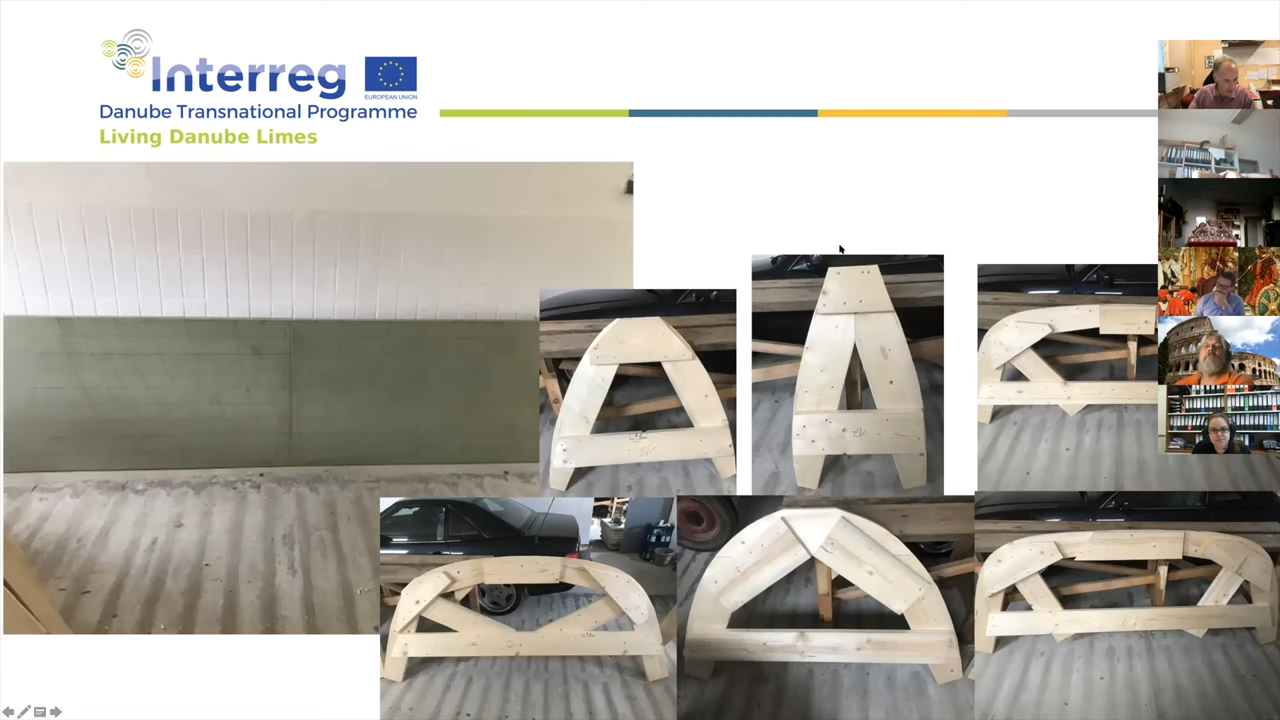 Interreg
EUROPEAN UNION
Danube Transnational Programme
Living Danube Limes